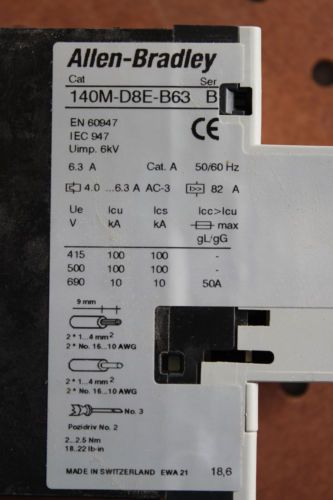 Allen-Bradley
Cat Ser
140M-D8E-B63 B
EN 60947
IEC 947
Uimp. 6kV
CE
6.3 A Cat. A 50/60 Hz
4.0 ...6.3 A AC-3 82 A
Ue Icu Ics Icc>Icu
V kA kA max
gL/gG
415 100 100 -
500 100 100 -
690 10 10 50A
9 mm
2 * 1...4 mm²
2 * No. 16...10 AWG
2 * 1...4 mm²
2 * No. 16...10 AWG
No. 3
Pozidriv No. 2
2...2.5 Nm
18...22 lb-in
MADE IN SWITZERLAND EWA 21 18,6